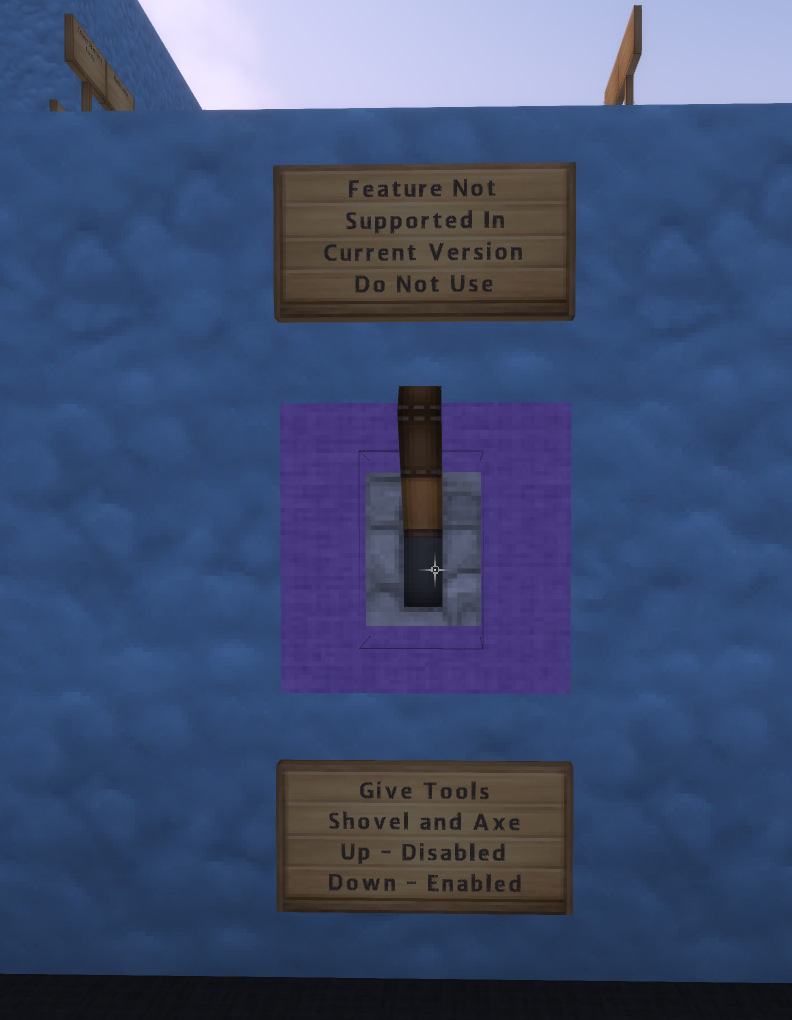 Feature Not
Supported In
Current Version
Do Not Use
Give Tools
Shovel and Axe
Up - Disabled
Down - Enabled